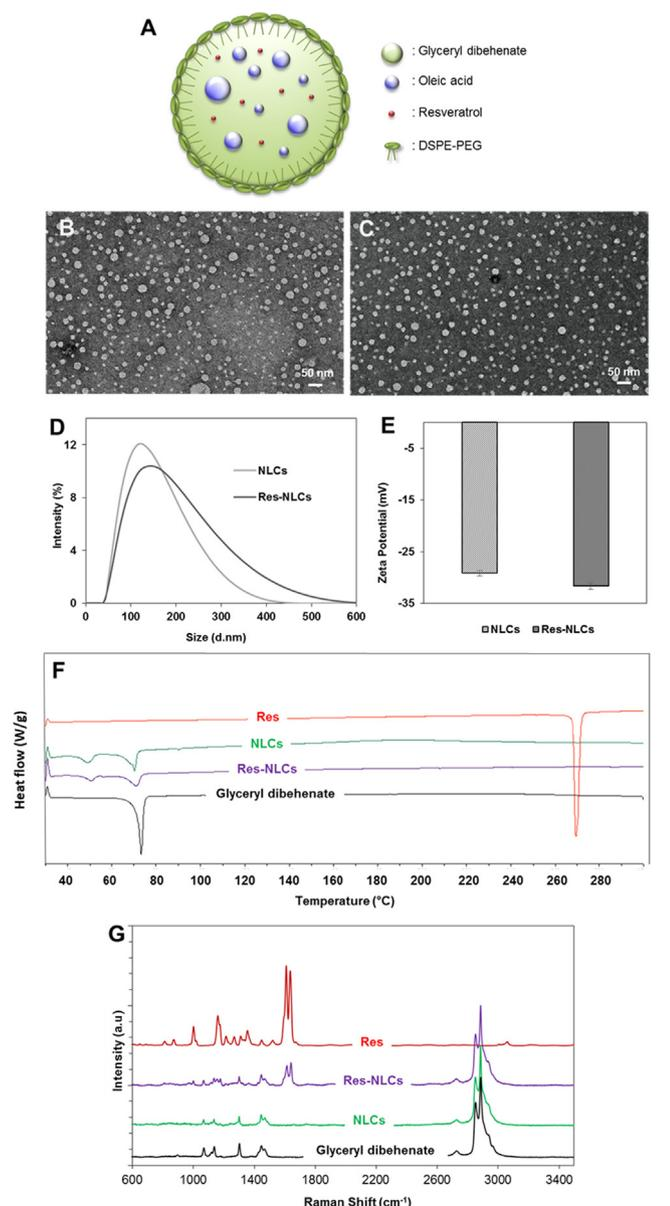 A
: Glyceryl dibehenate
: Oleic acid
: Resveratrol
: DSPE-PEG
B
50 nm
C
50 nm
D
12
8
4
0
Intensity (%)
NLCs
Res-NLCs
0 100 200 300 400 500 600
Size (d.nm)
E
-5
-15
-25
-35
Zeta Potential (mV)
NLCs Res-NLCs
F
Heat flow (W/g)
Res
NLCs
Res-NLCs
Glyceryl dibehenate
40 60 80 100 120 140 160 180 200 220 240 260 280
Temperature (°C)
G
Intensity (a.u)
Res
Res-NLCs
NLCs
Glyceryl dibehenate
600 1000 1400 1800 2200 2600 3000 3400
Raman Shift (cm⁻¹)